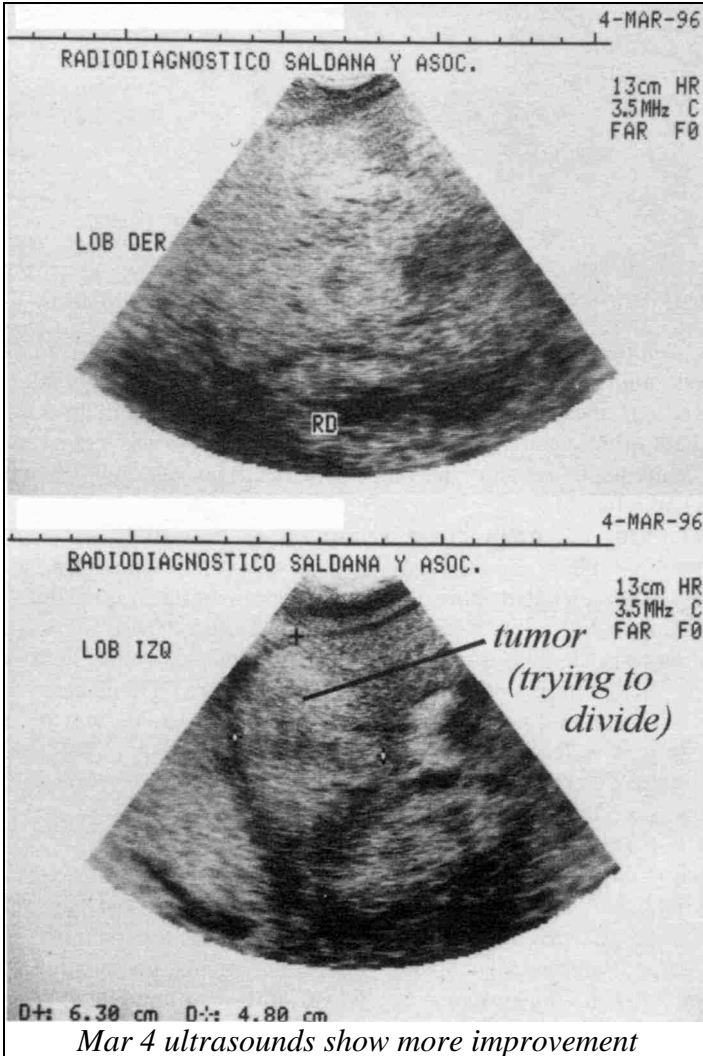 4-MAR-96
RADIODIAGNOSTICO SALDANA Y ASOC.
13cm HR
3.5MHz C
FAR F0
LOB DER
RD
4-MAR-96
RADIODIAGNOSTICO SALDANA Y ASOC.
13cm HR
3.5MHz C
FAR F0
LOB IZQ
tumor
(trying to
divide)
D+: 6.30 cm D÷: 4.80 cm
Mar 4 ultrasounds show more improvement